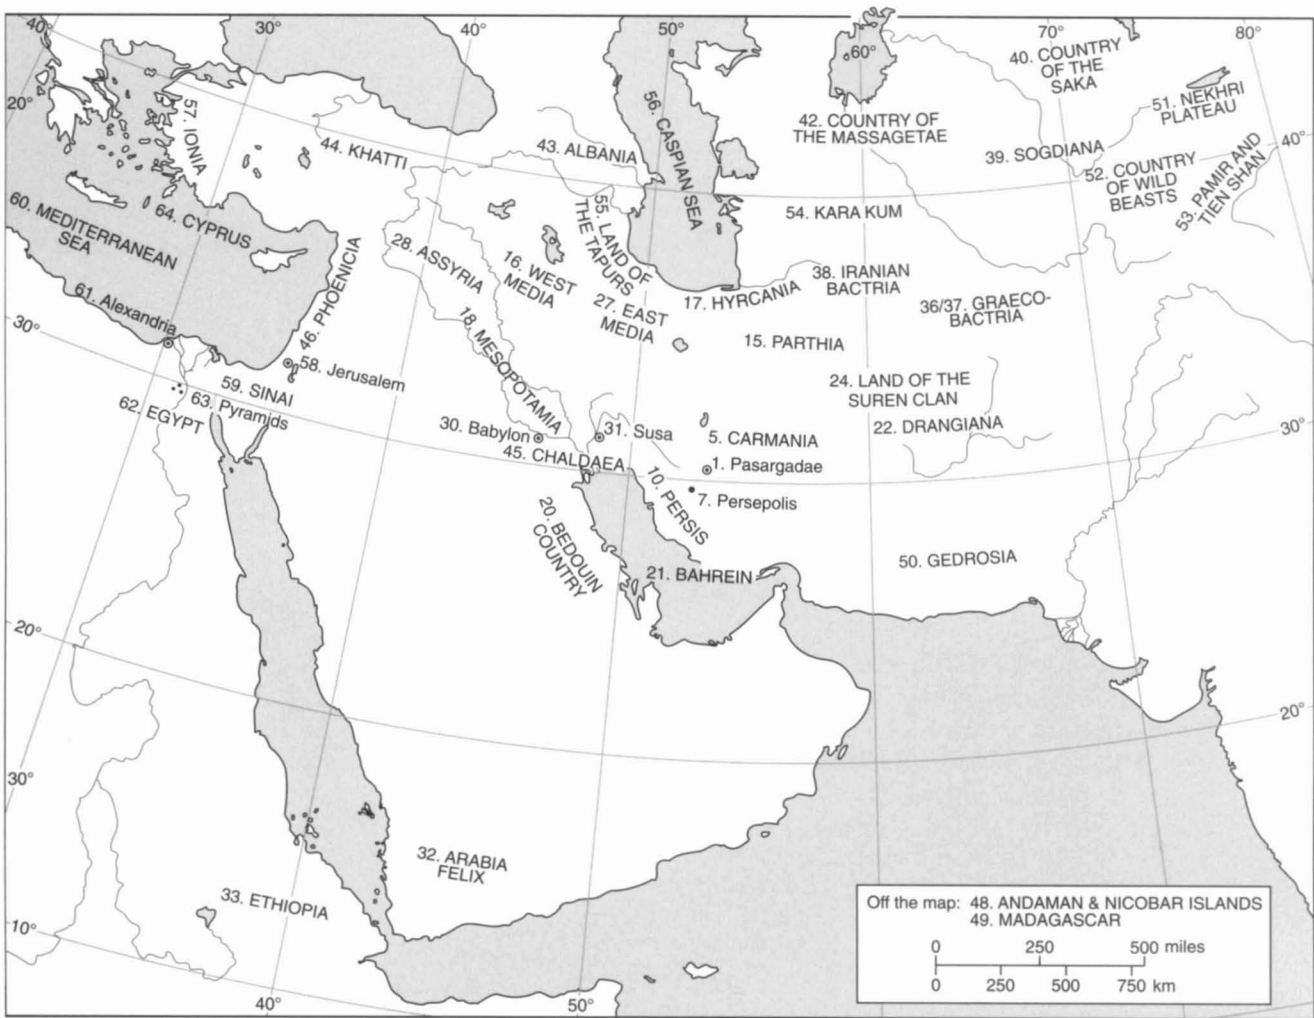 40°
30°
40°
50°
60°
70°
80°
20°
57. IONIA
44. KHATTI
43. ALBANIA
56. CASPIAN SEA
42. COUNTRY OF
THE MASSAGETAE
40. COUNTRY
OF THE
SAKA
51. NEKHRI
PLATEAU
40°
39. SOGDIANA
52. COUNTRY
OF WILD
BEASTS
53. PAMIR AND
TIEN SHAN
60. MEDITERRANEAN
SEA
64. CYPRUS
46. PHOENICIA
28. ASSYRIA
16. WEST
MEDIA
55. LAND OF
THE TAPURS
27. EAST
MEDIA
54. KARA KUM
17. HYRCANIA
38. IRANIAN
BACTRIA
36/37. GRAECO-
BACTRIA
61. Alexandria
30°
58. Jerusalem
59. SINAI
63. Pyramids
62. EGYPT
18. MESOPOTAMIA
15. PARTHIA
24. LAND OF THE
SUREN CLAN
22. DRANGIANA
30°
30. Babylon
31. Susa
5. CARMANIA
45. CHALDAEA
1. Pasargadae
10. PERSIS
7. Persepolis
20. BEDOUIN
COUNTRY
21. BAHREIN
50. GEDROSIA
20°
20°
30°
32. ARABIA
FELIX
33. ETHIOPIA
10°
40°
50°
Off the map: 48. ANDAMAN & NICOBAR ISLANDS
49. MADAGASCAR
0 250 500 miles
0 250 500 750 km